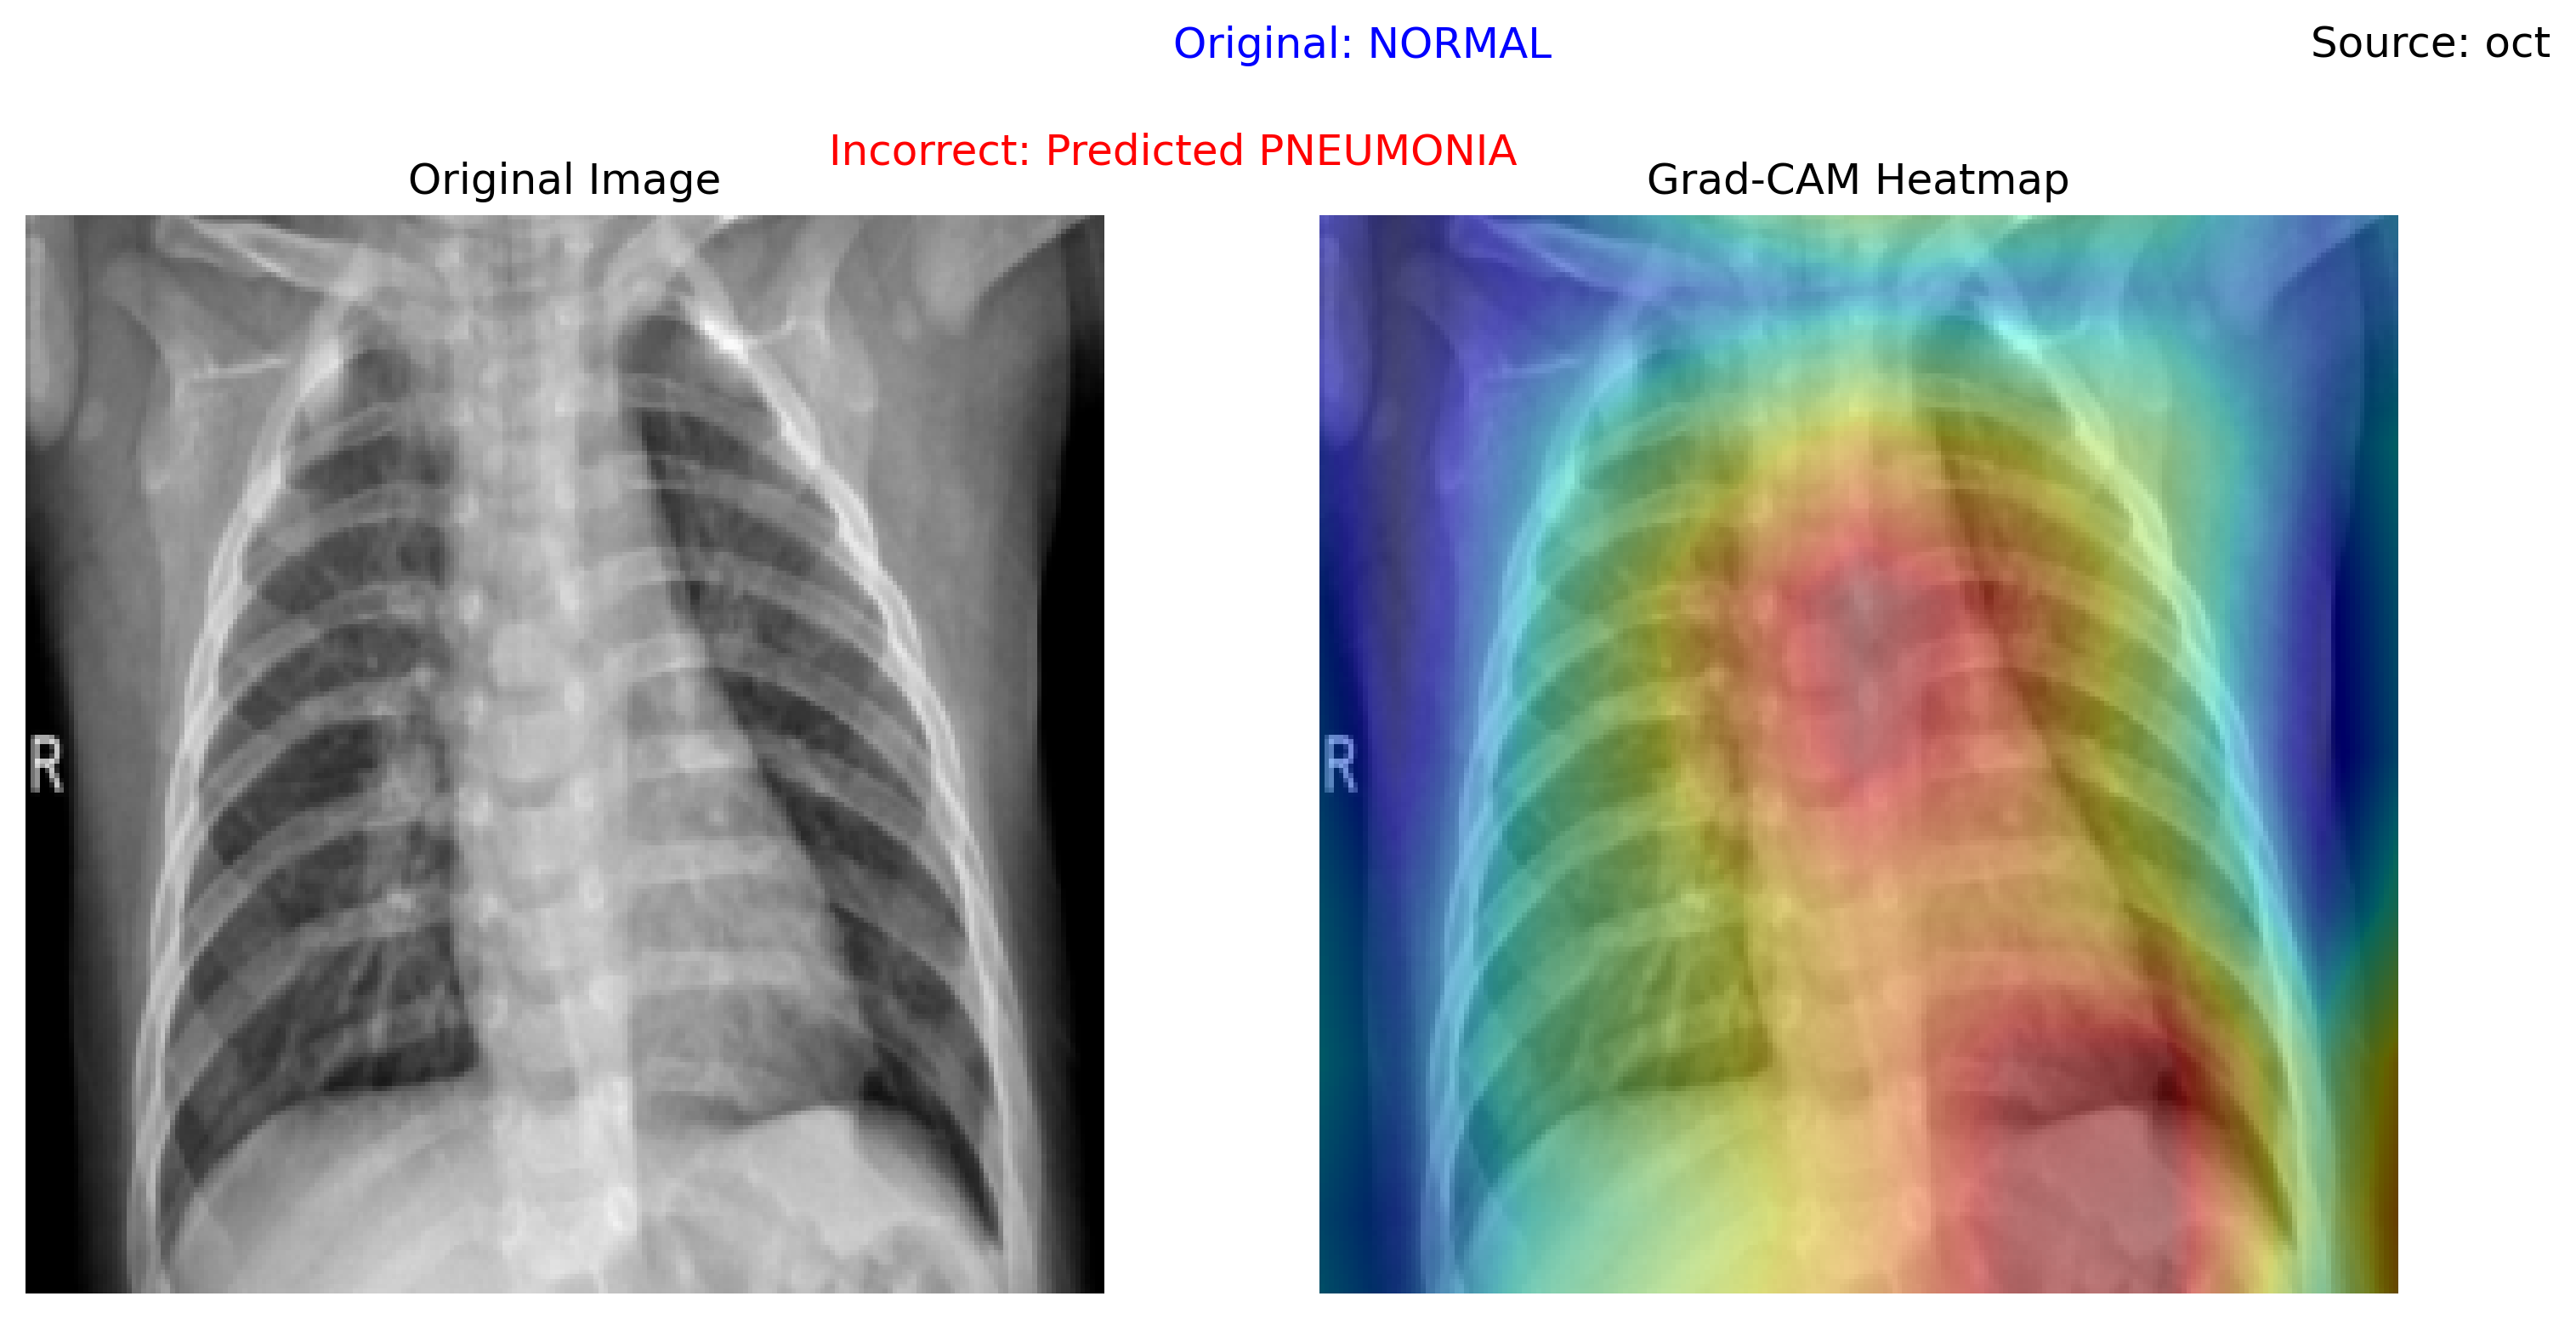 Original: NORMAL
Source: oct
Incorrect: Predicted PNEUMONIA
Original Image
Grad-CAM Heatmap
R
R